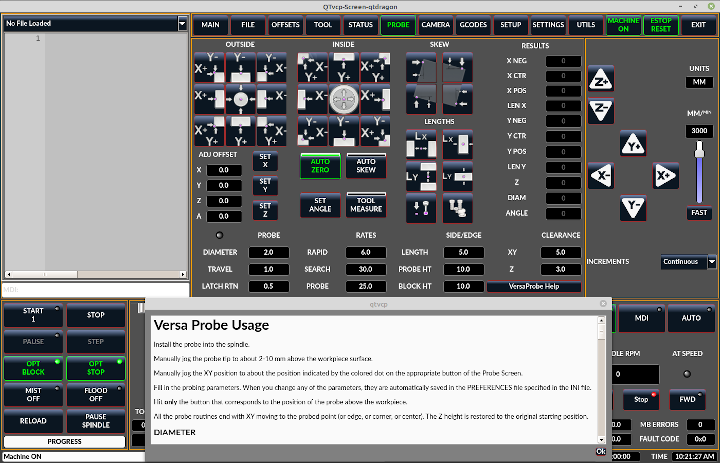 QTvcp-Screen-qtdragon
No File Loaded
MAIN FILE OFFSETS TOOL STATUS PROBE CAMERA GCODES SETUP SETTINGS UTILS MACHINE ON ESTOP RESET EXIT
1
OUTSIDE INSIDE SKEW RESULTS
X+ Y- Y- X- Y-
X+ X-
X+ Y+ Y+ X- Y+
X- Y+ Y+ X+ Y+
X- X+
X- Y- Y- X+ Y-
LENGTHS
LX LX
LY LY
X NEG 0
X CTR 0
X POS 0
LEN X 0
Y NEG 0
Y CTR 0
Y POS 0
LEN Y 0
Z 0
DIAM 0
ANGLE 0
ADJ OFFSET
X 0.0
Y 0.0
Z 0.0
A 0.0
SET X
SET Y
SET Z
AUTO ZERO
AUTO SKEW
SET ANGLE
TOOL MEASURE
PROBE RATES SIDE/EDGE CLEARANCE
DIAMETER 2.0 RAPID 6.0 LENGTH 5.0 XY 5.0
TRAVEL 1.0 SEARCH 30.0 PROBE HT 10.0 Z 3.0
LATCH RTN 0.5 PROBE 25.0 BLOCK HT 10.0 VersaProbe Help
Z+
Z-
Y+
X- X+
Y-
UNITS
MM
MM/Min
3000
FAST
INCREMENTS Continuous
MDI
START 1 STOP
PAUSE STEP
OPT BLOCK OPT STOP
MIST OFF FLOOD OFF
RELOAD PAUSE SPINDLE
PROGRESS
Machine ON
qtvcp
Versa Probe Usage
Install the probe into the spindle.
Manually jog the probe tip to about 2-10 mm above the workpiece surface.
Manually jog the XY position to about the position indicated by the colored dot on the appropriate button of the Probe Screen.
Fill in the probing parameters. When you change any of the parameters, they are automatically saved in the PREFERENCES file specified in the INI file.
Hit only the button that corresponds to the position of the probe above the workpiece.
All the probe routines end with XY moving to the probed point (or edge, or corner, or center). The Z height is restored to the original starting position.
DIAMETER
Ok
MDI AUTO
RPM AT SPEED
0
Stop FWD
MB ERRORS 0
FAULT CODE 0x0
TIME 10:21:27 AM